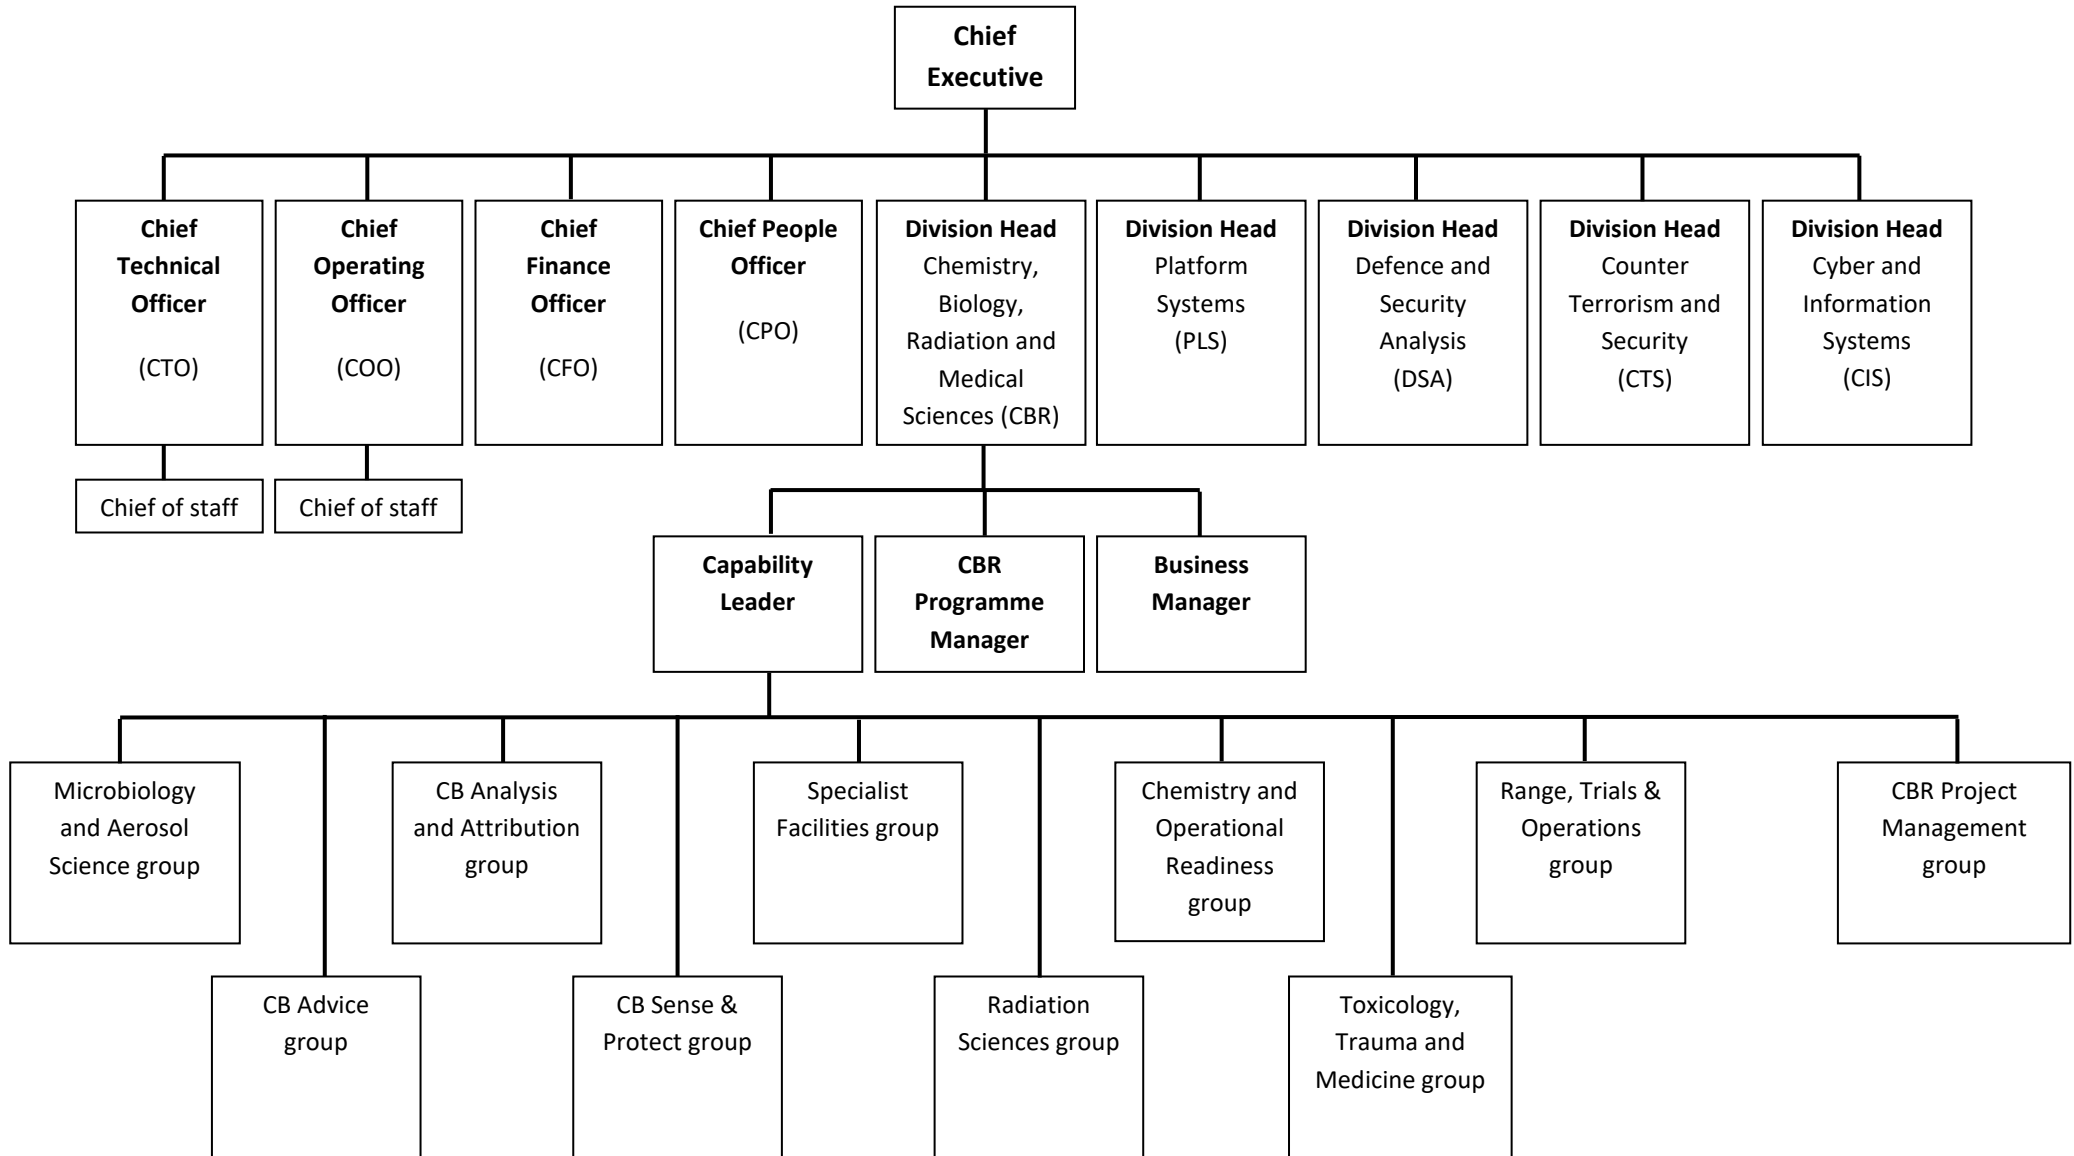 Chief
Executive
Chief
Technical
Officer
(CTO)
Chief
Operating
Officer
(COO)
Chief
Finance
Officer
(CFO)
Chief People
Officer
(CPO)
Division Head
Chemistry,
Biology,
Radiation and
Medical
Sciences (CBR)
Division Head
Platform
Systems
(PLS)
Division Head
Defence and
Security
Analysis
(DSA)
Division Head
Counter
Terrorism and
Security
(CTS)
Division Head
Cyber and
Information
Systems
(CIS)
Chief of staff
Chief of staff
Capability
Leader
CBR
Programme
Manager
Business
Manager
Microbiology
and Aerosol
Science group
CB Analysis
and Attribution
group
Specialist
Facilities group
Chemistry and
Operational
Readiness
group
Range, Trials &
Operations
group
CBR Project
Management
group
CB Advice
group
CB Sense &
Protect group
Radiation
Sciences group
Toxicology,
Trauma and
Medicine group